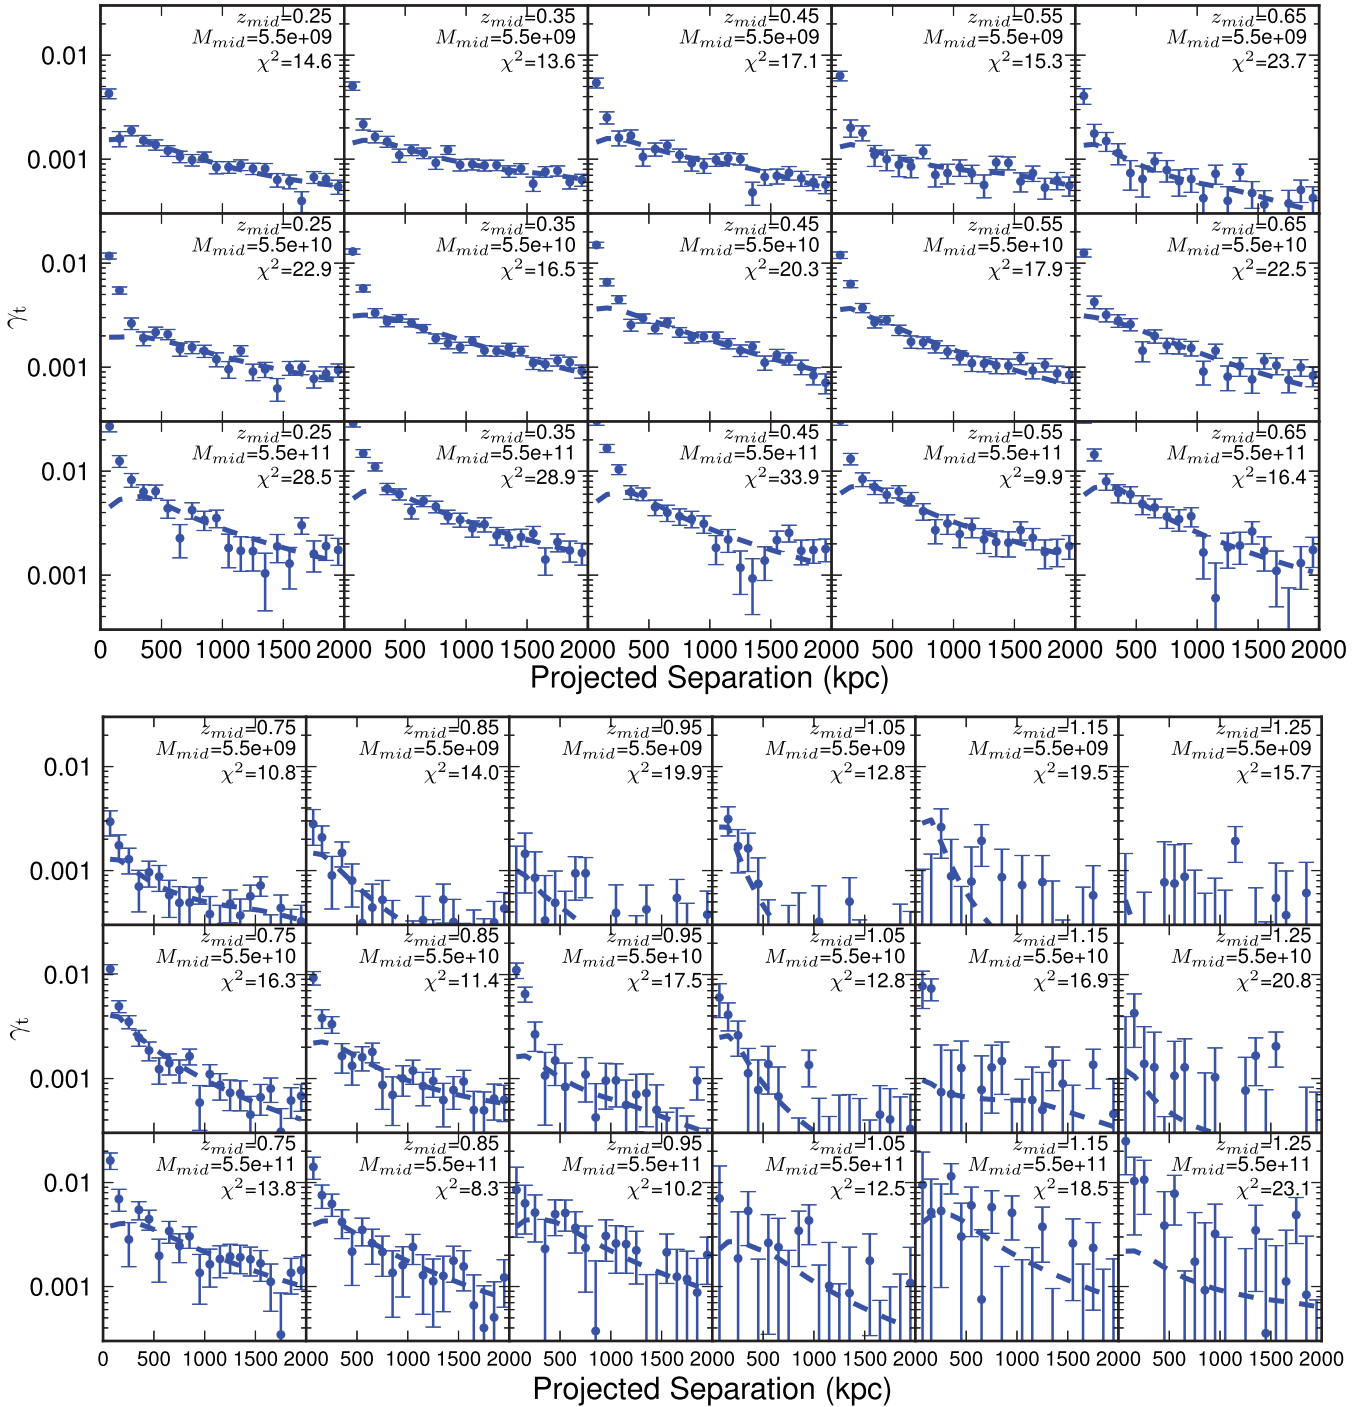 z_mid=0.25 z_mid=0.35 z_mid=0.45 z_mid=0.55 z_mid=0.65
M_mid=5.5e+09 M_mid=5.5e+09 M_mid=5.5e+09 M_mid=5.5e+09 M_mid=5.5e+09
χ²=14.6 χ²=13.6 χ²=17.1 χ²=15.3 χ²=23.7
0.01
0.001
z_mid=0.25 z_mid=0.35 z_mid=0.45 z_mid=0.55 z_mid=0.65
M_mid=5.5e+10 M_mid=5.5e+10 M_mid=5.5e+10 M_mid=5.5e+10 M_mid=5.5e+10
χ²=22.9 χ²=16.5 χ²=20.3 χ²=17.9 χ²=22.5
0.01
γt
0.001
z_mid=0.25 z_mid=0.35 z_mid=0.45 z_mid=0.55 z_mid=0.65
M_mid=5.5e+11 M_mid=5.5e+11 M_mid=5.5e+11 M_mid=5.5e+11 M_mid=5.5e+11
χ²=28.5 χ²=28.9 χ²=33.9 χ²=9.9 χ²=16.4
0.01
0.001
0 500 1000 1500 2000 500 1000 1500 2000 500 1000 1500 2000 500 1000 1500 2000 500 1000 1500 2000
Projected Separation (kpc)
z_mid=0.75 z_mid=0.85 z_mid=0.95 z_mid=1.05 z_mid=1.15 z_mid=1.25
M_mid=5.5e+09 M_mid=5.5e+09 M_mid=5.5e+09 M_mid=5.5e+09 M_mid=5.5e+09 M_mid=5.5e+09
χ²=10.8 χ²=14.0 χ²=19.9 χ²=12.8 χ²=19.5 χ²=15.7
0.01
0.001
z_mid=0.75 z_mid=0.85 z_mid=0.95 z_mid=1.05 z_mid=1.15 z_mid=1.25
M_mid=5.5e+10 M_mid=5.5e+10 M_mid=5.5e+10 M_mid=5.5e+10 M_mid=5.5e+10 M_mid=5.5e+10
χ²=16.3 χ²=11.4 χ²=17.5 χ²=12.8 χ²=16.9 χ²=20.8
0.01
γt
0.001
z_mid=0.75 z_mid=0.85 z_mid=0.95 z_mid=1.05 z_mid=1.15 z_mid=1.25
M_mid=5.5e+11 M_mid=5.5e+11 M_mid=5.5e+11 M_mid=5.5e+11 M_mid=5.5e+11 M_mid=5.5e+11
χ²=13.8 χ²=8.3 χ²=10.2 χ²=12.5 χ²=18.5 χ²=23.1
0.01
0.001
0 500 1000 1500 2000 500 1000 1500 2000 500 1000 1500 2000 500 1000 1500 2000 500 1000 1500 2000 500 1000 1500 2000
Projected Separation (kpc)